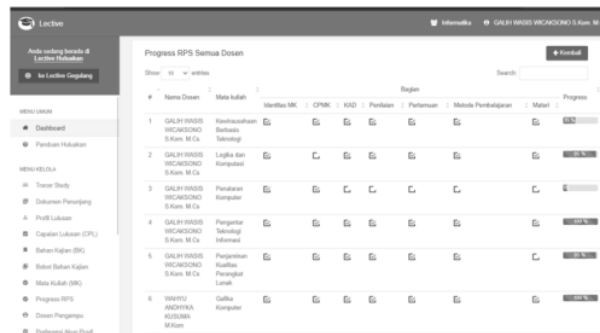 Lective
Informatika
GALIH WASIS WICAKSONO S.Kom. M
Anda sedang berada di
Lective Hulukan
ke Lective Gegulang
MENU UMUM
Dashboard
Panduan Hulukan
MENU KELOLA
Tracer Study
Dokumen Penunjang
Profil Lulusan
Capaian Lulusan (CPL)
Bahan Kajian (BK)
Bobot Bahan Kajian
Mata Kuliah (MK)
Progress RPS
Dosen Pengampu
Progress RPS Semua Dosen
Kembali
Show 10 entries
Search:
Bagian
# Nama Dosen Mata kuliah Identitas MK CPMK KAD Penilaian Pertemuan Metode Pembelajaran Materi Progress
1 GALIH WASIS Kewirausahaan
WICAKSONO Berbasis
S.Kom. M.Cs Teknologi
2 GALIH WASIS Logika dan
WICAKSONO Komputasi
S.Kom. M.Cs
3 GALIH WASIS Penalaran
WICAKSONO Komputer
S.Kom. M.Cs
4 GALIH WASIS Pengantar
WICAKSONO Teknologi
S.Kom. M.Cs Informasi
5 GALIH WASIS Penjaminan
WICAKSONO Kualitas
S.Kom. M.Cs Perangkat
Lunak
6 WAHYU Grafika
ANDHYKA Komputer
KUSUMA
M.Kom